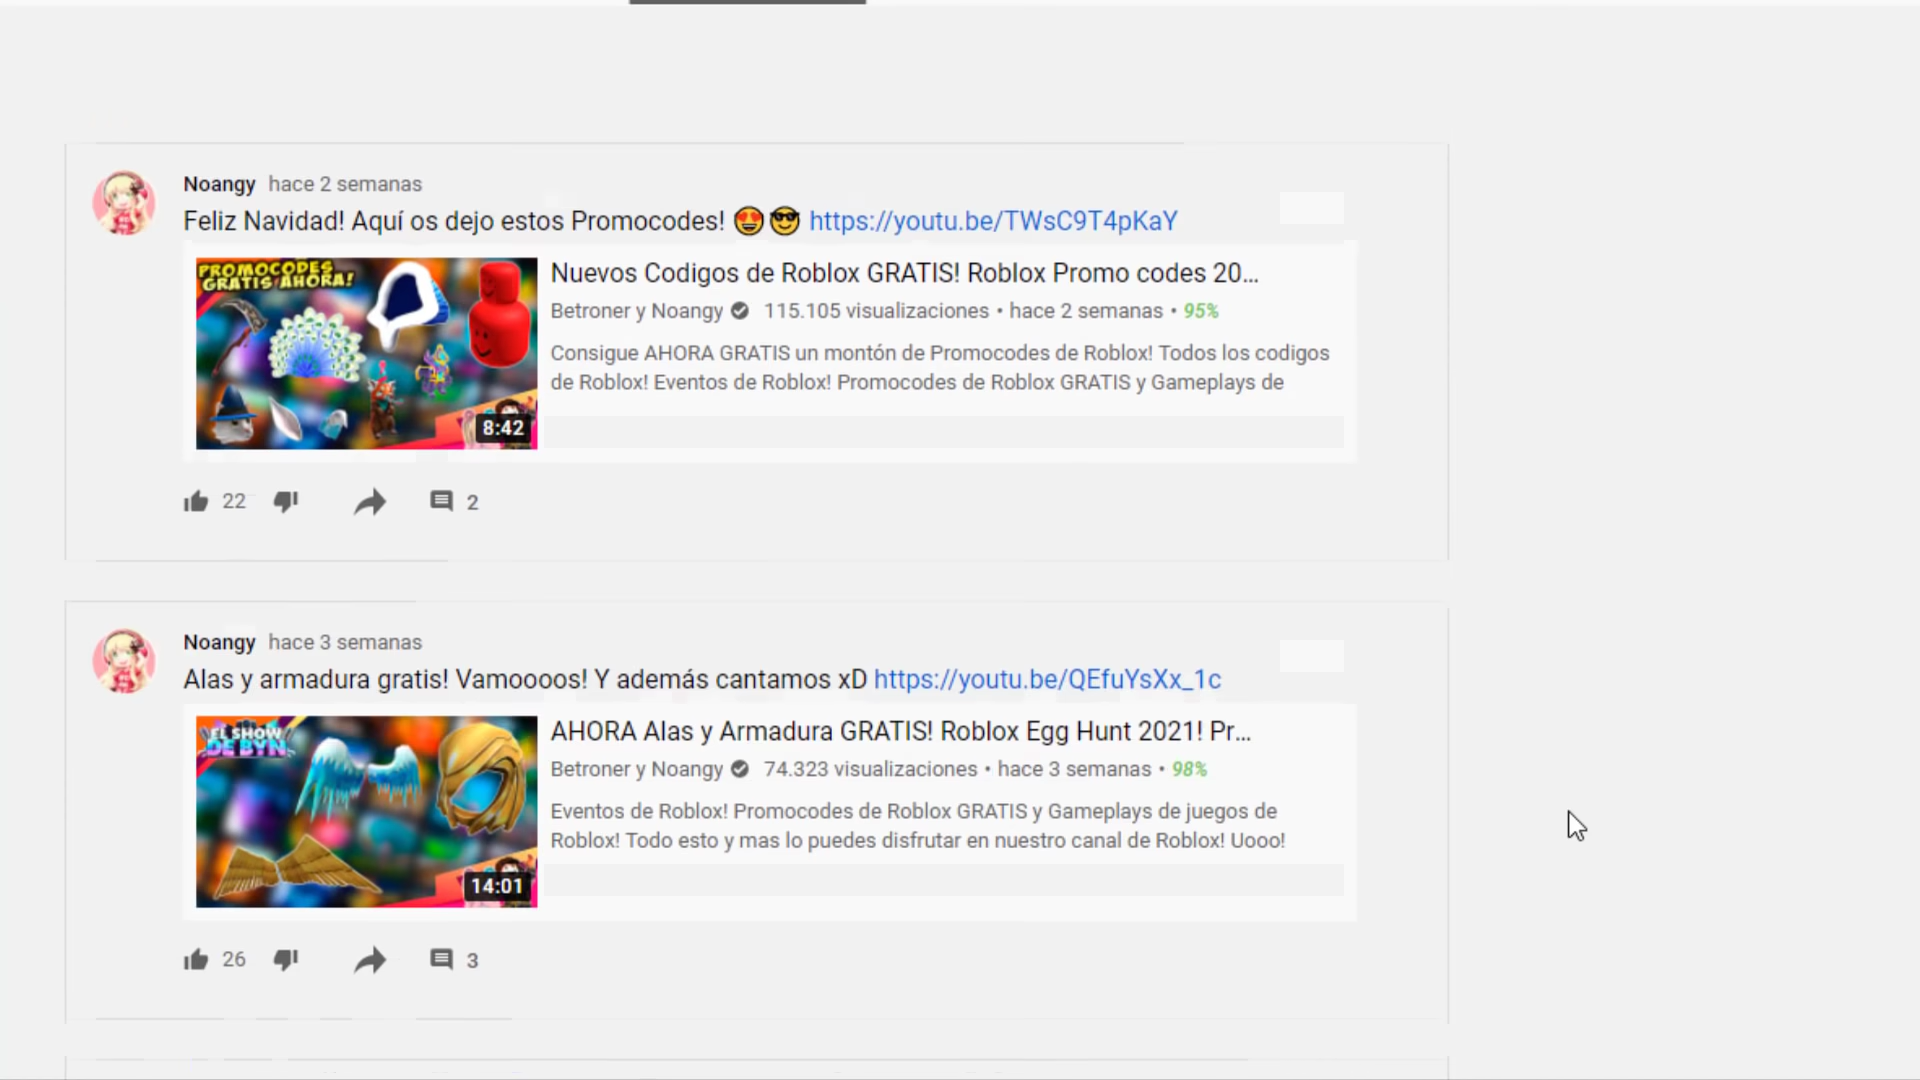 Noangy hace 2 semanas
Feliz Navidad! Aquí os dejo estos Promocodes! 😍😎 https://youtu.be/TWsC9T4pKaY
PROMOCODES
GRATIS AHORA!
8:42
Nuevos Codigos de Roblox GRATIS! Roblox Promo codes 20...
Betroner y Noangy 115.105 visualizaciones • hace 2 semanas • 95%
Consigue AHORA GRATIS un montón de Promocodes de Roblox! Todos los codigos
de Roblox! Eventos de Roblox! Promocodes de Roblox GRATIS y Gameplays de
22 2
Noangy hace 3 semanas
Alas y armadura gratis! Vamoooos! Y además cantamos xD https://youtu.be/QEfuYsXx_1c
EL SHOW
DE BYN
14:01
AHORA Alas y Armadura GRATIS! Roblox Egg Hunt 2021! Pr...
Betroner y Noangy 74.323 visualizaciones • hace 3 semanas • 98%
Eventos de Roblox! Promocodes de Roblox GRATIS y Gameplays de juegos de
Roblox! Todo esto y mas lo puedes disfrutar en nuestro canal de Roblox! Uooo!
26 3